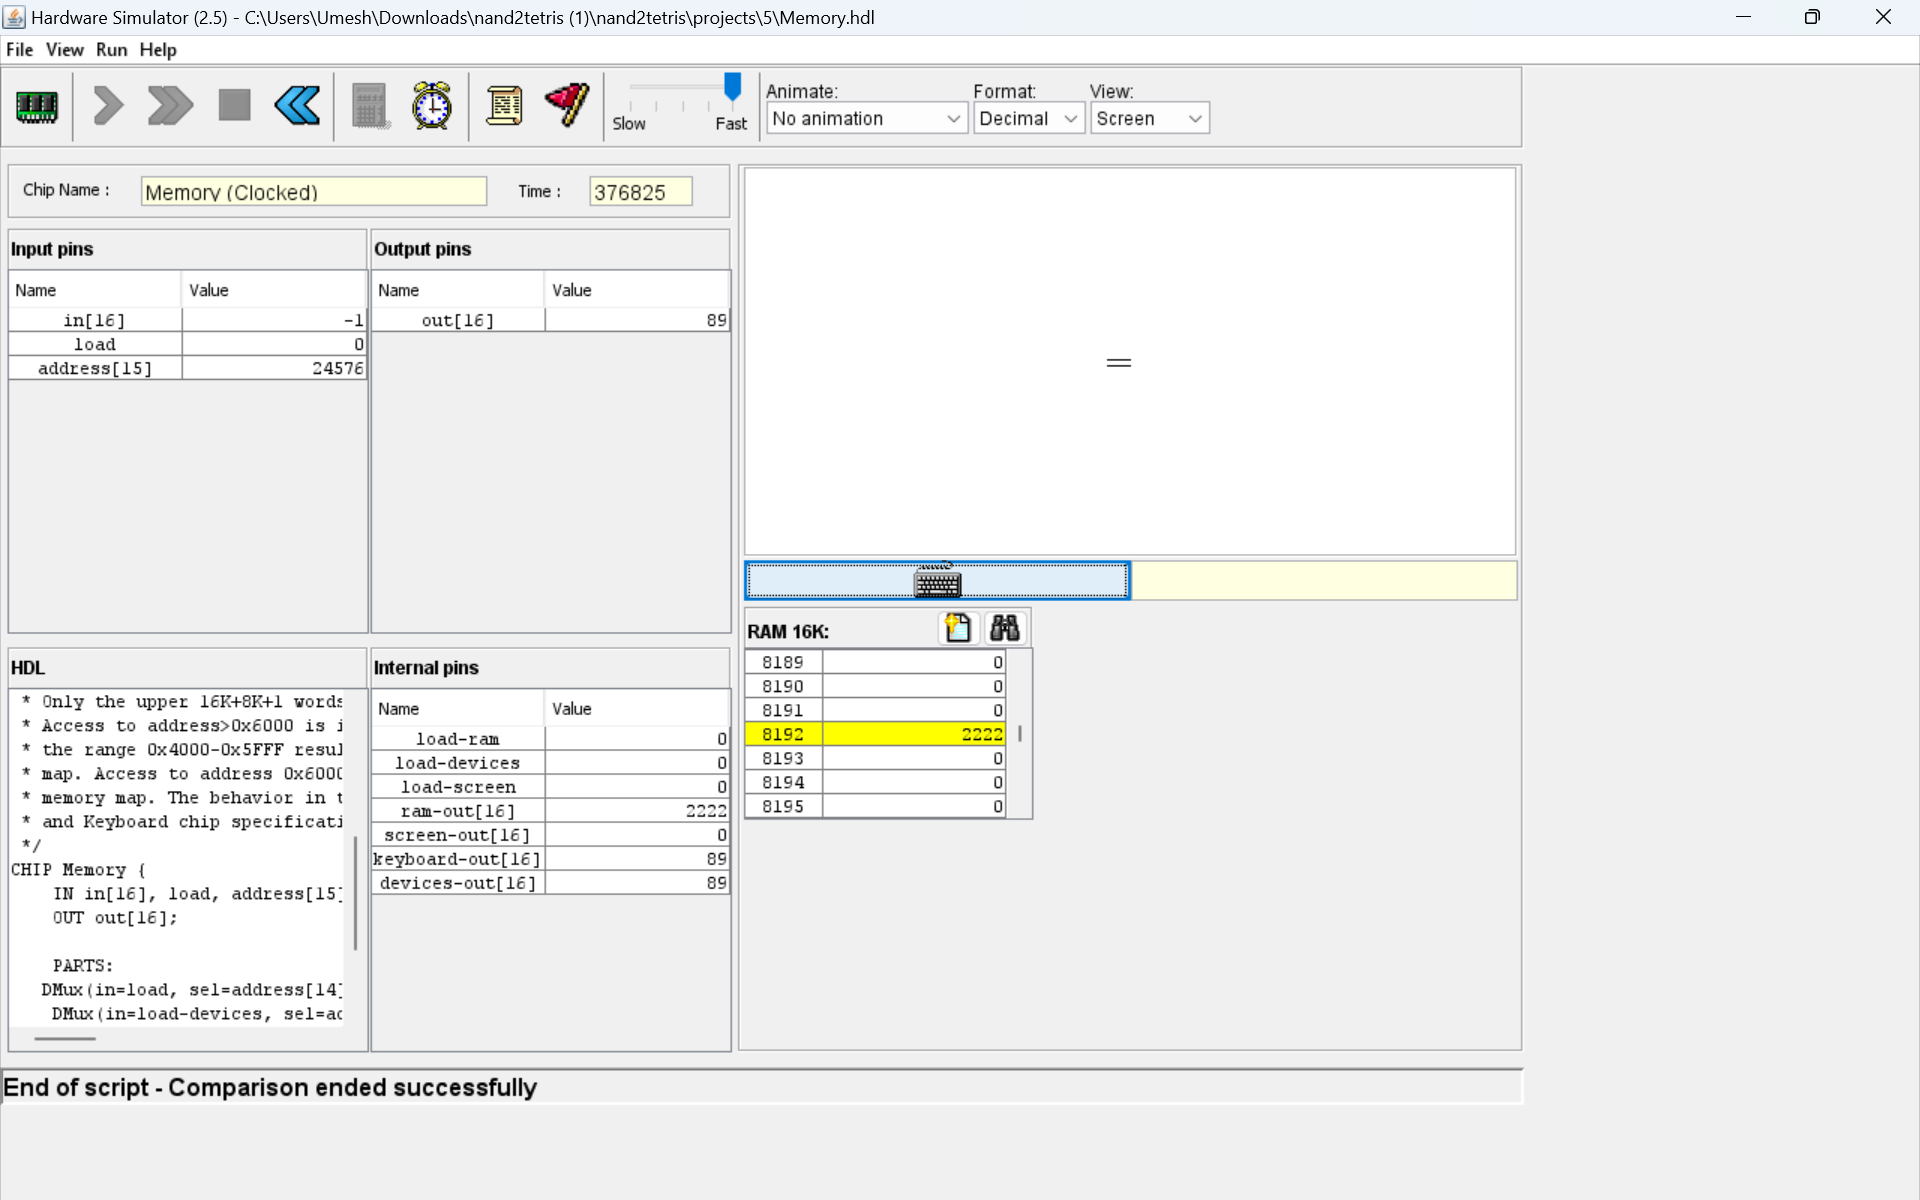 Hardware Simulator (2.5) - C:\Users\Umesh\Downloads\nand2tetris (1)\nand2tetris\projects\5\Memory.hdl
File View Run Help
Slow Fast
Animate:
No animation
Format:
Decimal
View:
Screen
Chip Name : Memory (Clocked) Time : 376825
Input pins
Name Value
in[16] -1
load 0
address[15] 24576
Output pins
Name Value
out[16] 89
HDL
* Only the upper 16K+8K+1 words
* Access to address>0x6000 is i
* the range 0x4000-0x5FFF resul
* map. Access to address 0x6000
* memory map. The behavior in t
* and Keyboard chip specificati
*/
CHIP Memory {
IN in[16], load, address[15]
OUT out[16];
PARTS:
DMux(in=load, sel=address[14]
DMux(in=load-devices, sel=ad
Internal pins
Name Value
load-ram 0
load-devices 0
load-screen 0
ram-out[16] 2222
screen-out[16] 0
keyboard-out[16] 89
devices-out[16] 89
RAM 16K:
8189 0
8190 0
8191 0
8192 2222
8193 0
8194 0
8195 0
End of script - Comparison ended successfully